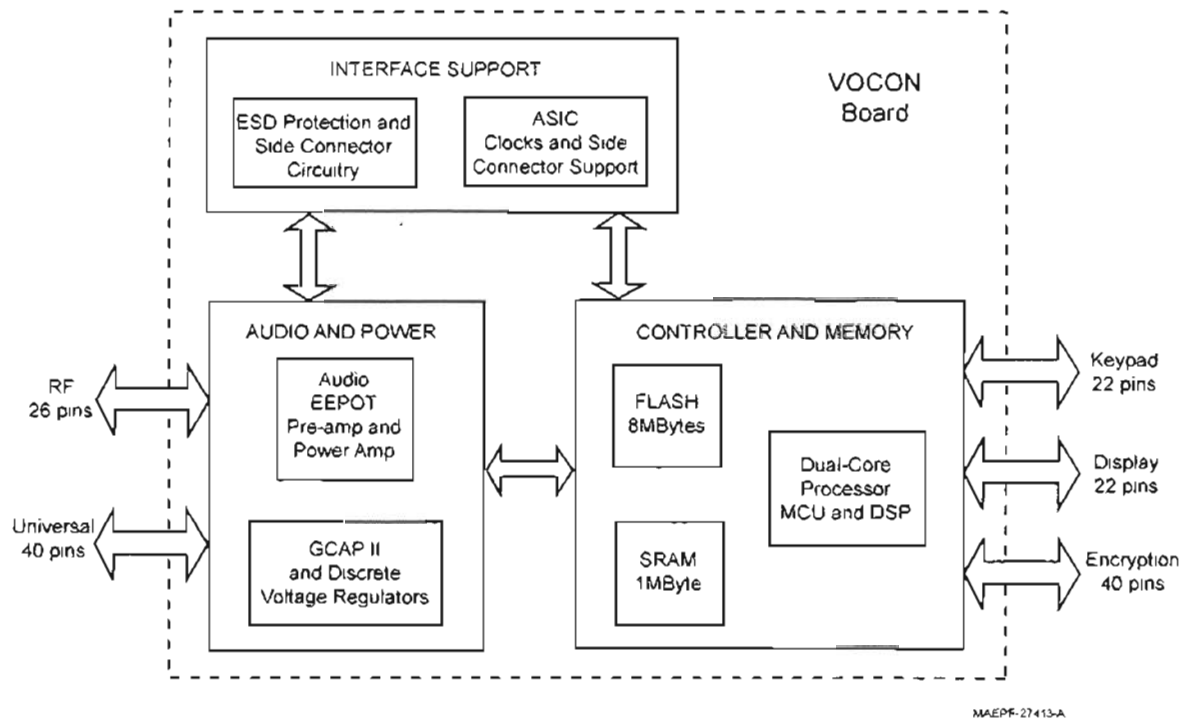 INTERFACE SUPPORT
ESD Protection and
Side Connector
Circuitry
ASIC
Clocks and Side
Connector Support
VOCON
Board
AUDIO AND POWER
Audio
EEPOT
Pre-amp and
Power Amp
GCAP II
and Discrete
Voltage Regulators
CONTROLLER AND MEMORY
FLASH
8MBytes
SRAM
1MByte
Dual-Core
Processor
MCU and DSP
RF
26 pins
Universal
40 pins
Keypad
22 pins
Display
22 pins
Encryption
40 pins
MAEPF-27413-A